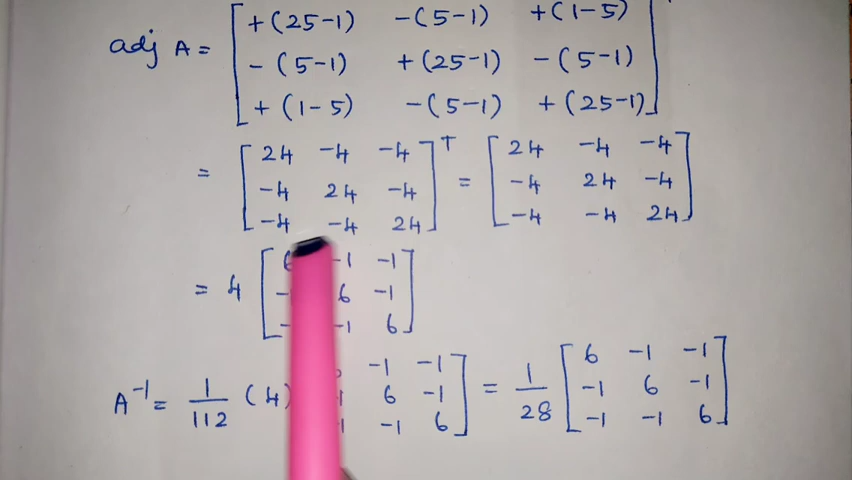 adj A = [ +(25-1) -(5-1) +(1-5)
-(5-1) +(25-1) -(5-1)
+(1-5) -(5-1) +(25-1) ]
= [ 24 -4 -4
-4 24 -4
-4 -4 24 ]T = [ 24 -4 -4
-4 24 -4
-4 -4 24 ]
= 4 [ 6 -1 -1
- 6 -1
- -1 6 ]
A-1 = 1/112 (4) -1 -1
6 -1
-1 6 ] = 1/28 [ 6 -1 -1
-1 6 -1
-1 -1 6 ]